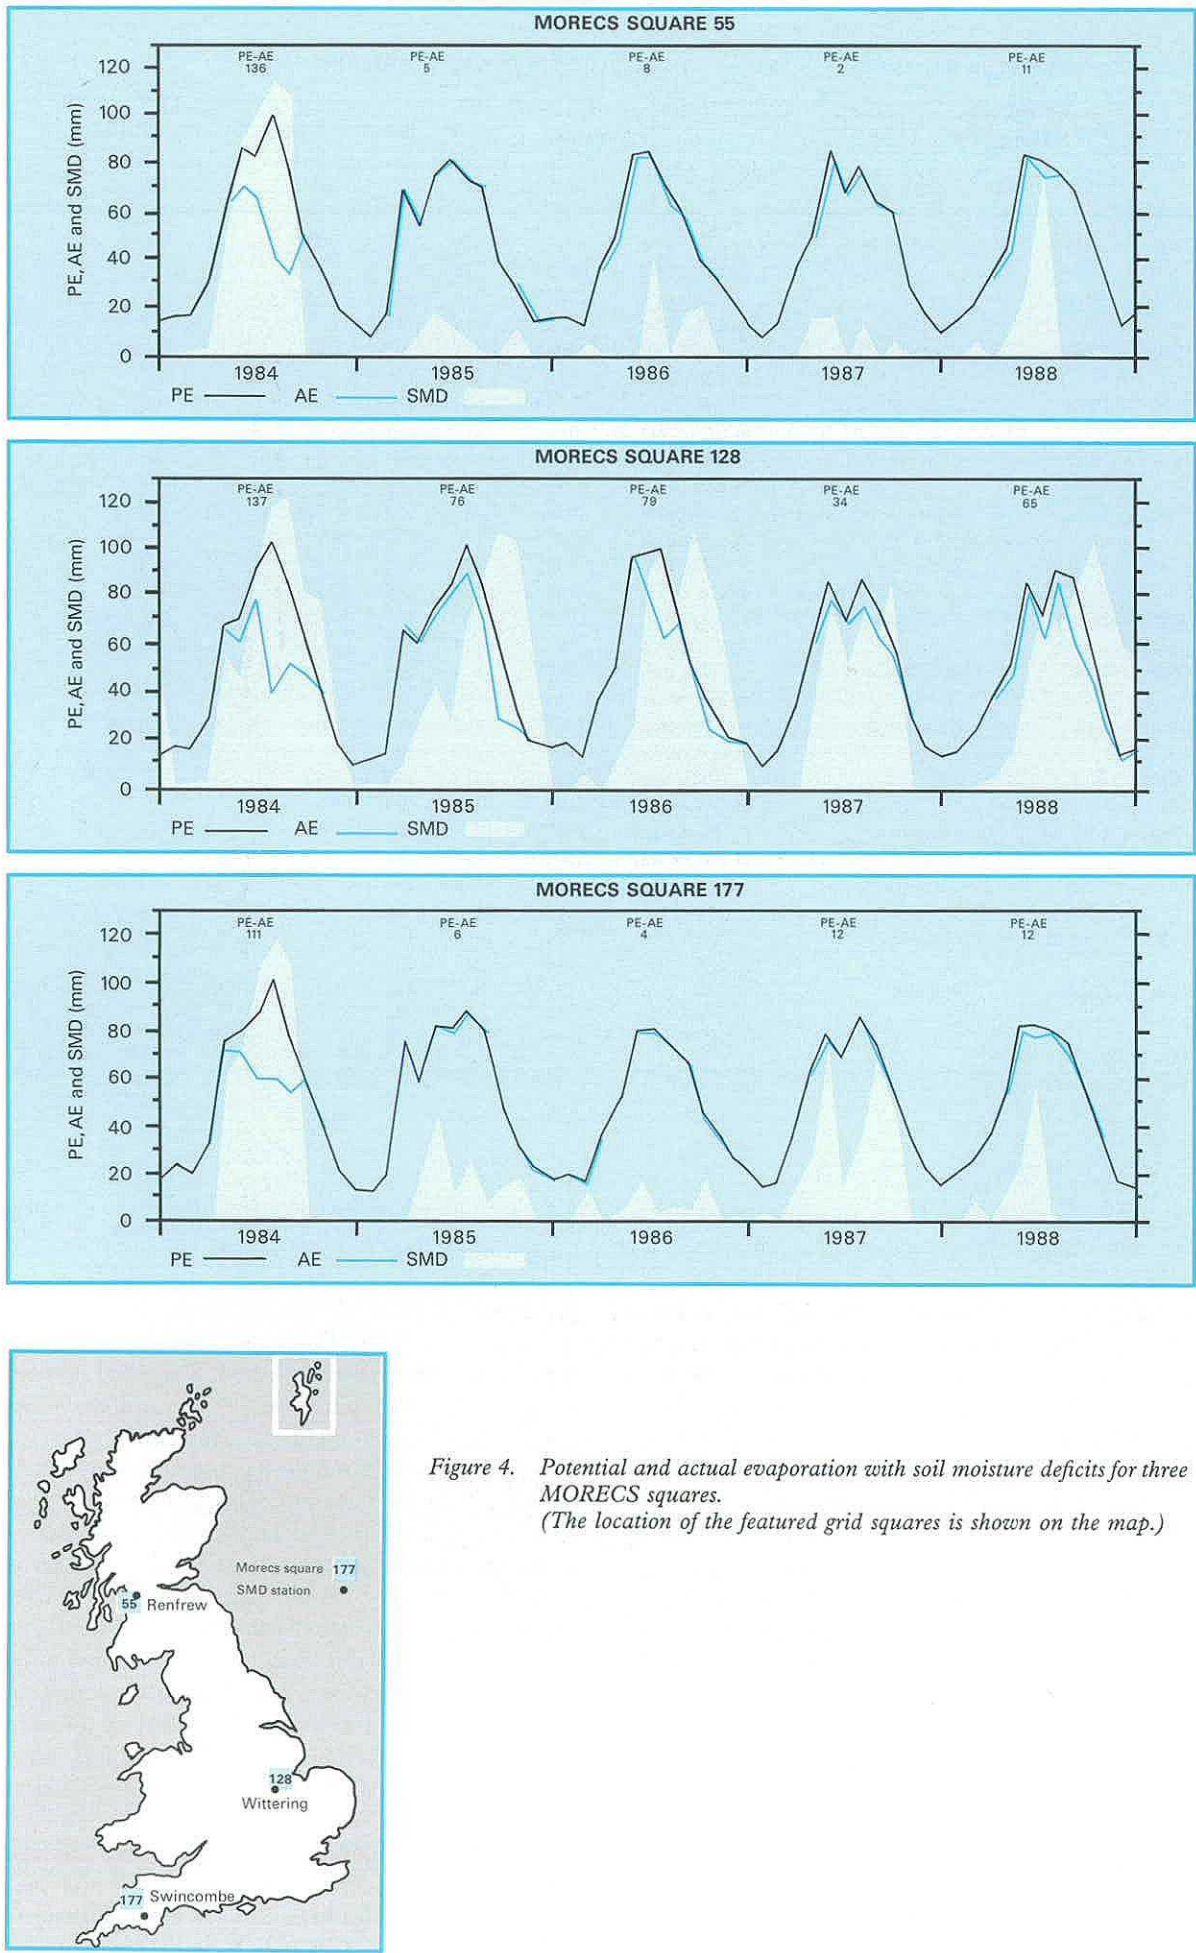 MORECS SQUARE 55
PE-AE PE-AE PE-AE PE-AE PE-AE
136 5 8 2 11
PE, AE and SMD (mm)
120
100
80
60
40
20
0
1984 1985 1986 1987 1988
PE AE SMD
MORECS SQUARE 128
PE-AE PE-AE PE-AE PE-AE PE-AE
137 76 79 34 65
PE, AE and SMD (mm)
120
100
80
60
40
20
0
1984 1985 1986 1987 1988
PE AE SMD
MORECS SQUARE 177
PE-AE PE-AE PE-AE PE-AE PE-AE
111 6 4 12 12
PE, AE and SMD (mm)
120
100
80
60
40
20
0
1984 1985 1986 1987 1988
PE AE SMD
Figure 4. Potential and actual evaporation with soil moisture deficits for three
MORECS squares.
(The location of the featured grid squares is shown on the map.)
Morecs square 177
SMD station
55 Renfrew
128
Wittering
177 Swincombe